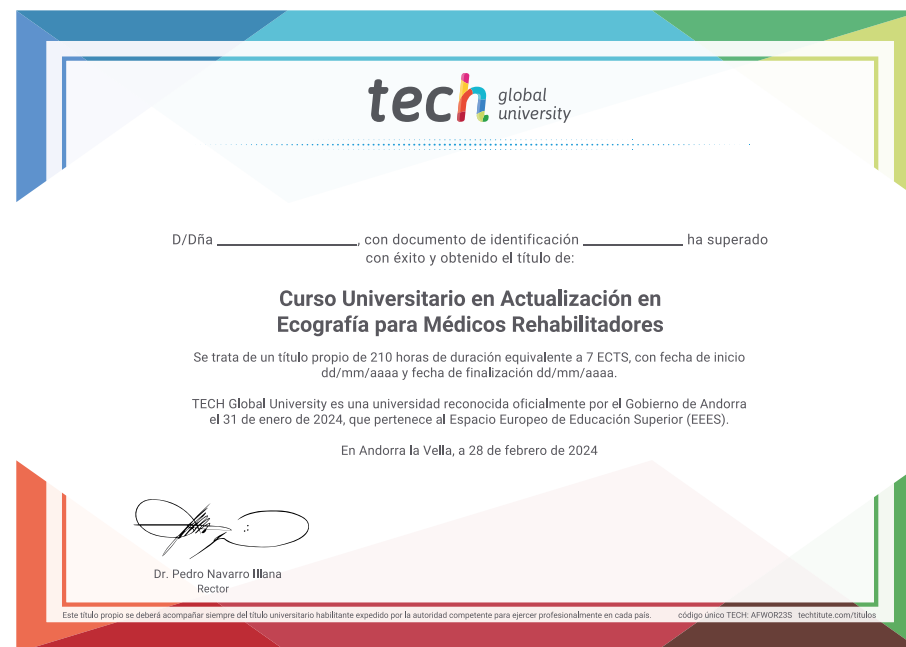 tech global university
D/Dña ____________________, con documento de identificación ______________ ha superado
con éxito y obtenido el título de:
Curso Universitario en Actualización en
Ecografía para Médicos Rehabilitadores
Se trata de un título propio de 210 horas de duración equivalente a 7 ECTS, con fecha de inicio
dd/mm/aaaa y fecha de finalización dd/mm/aaaa.
TECH Global University es una universidad reconocida oficialmente por el Gobierno de Andorra
el 31 de enero de 2024, que pertenece al Espacio Europeo de Educación Superior (EEES).
En Andorra la Vella, a 28 de febrero de 2024
Dr. Pedro Navarro Illana
Rector
Este título propio se deberá acompañar siempre del título universitario habilitante expedido por la autoridad competente para ejercer profesionalmente en cada país. código único TECH: AFWOR23S techtitute.com/titulos